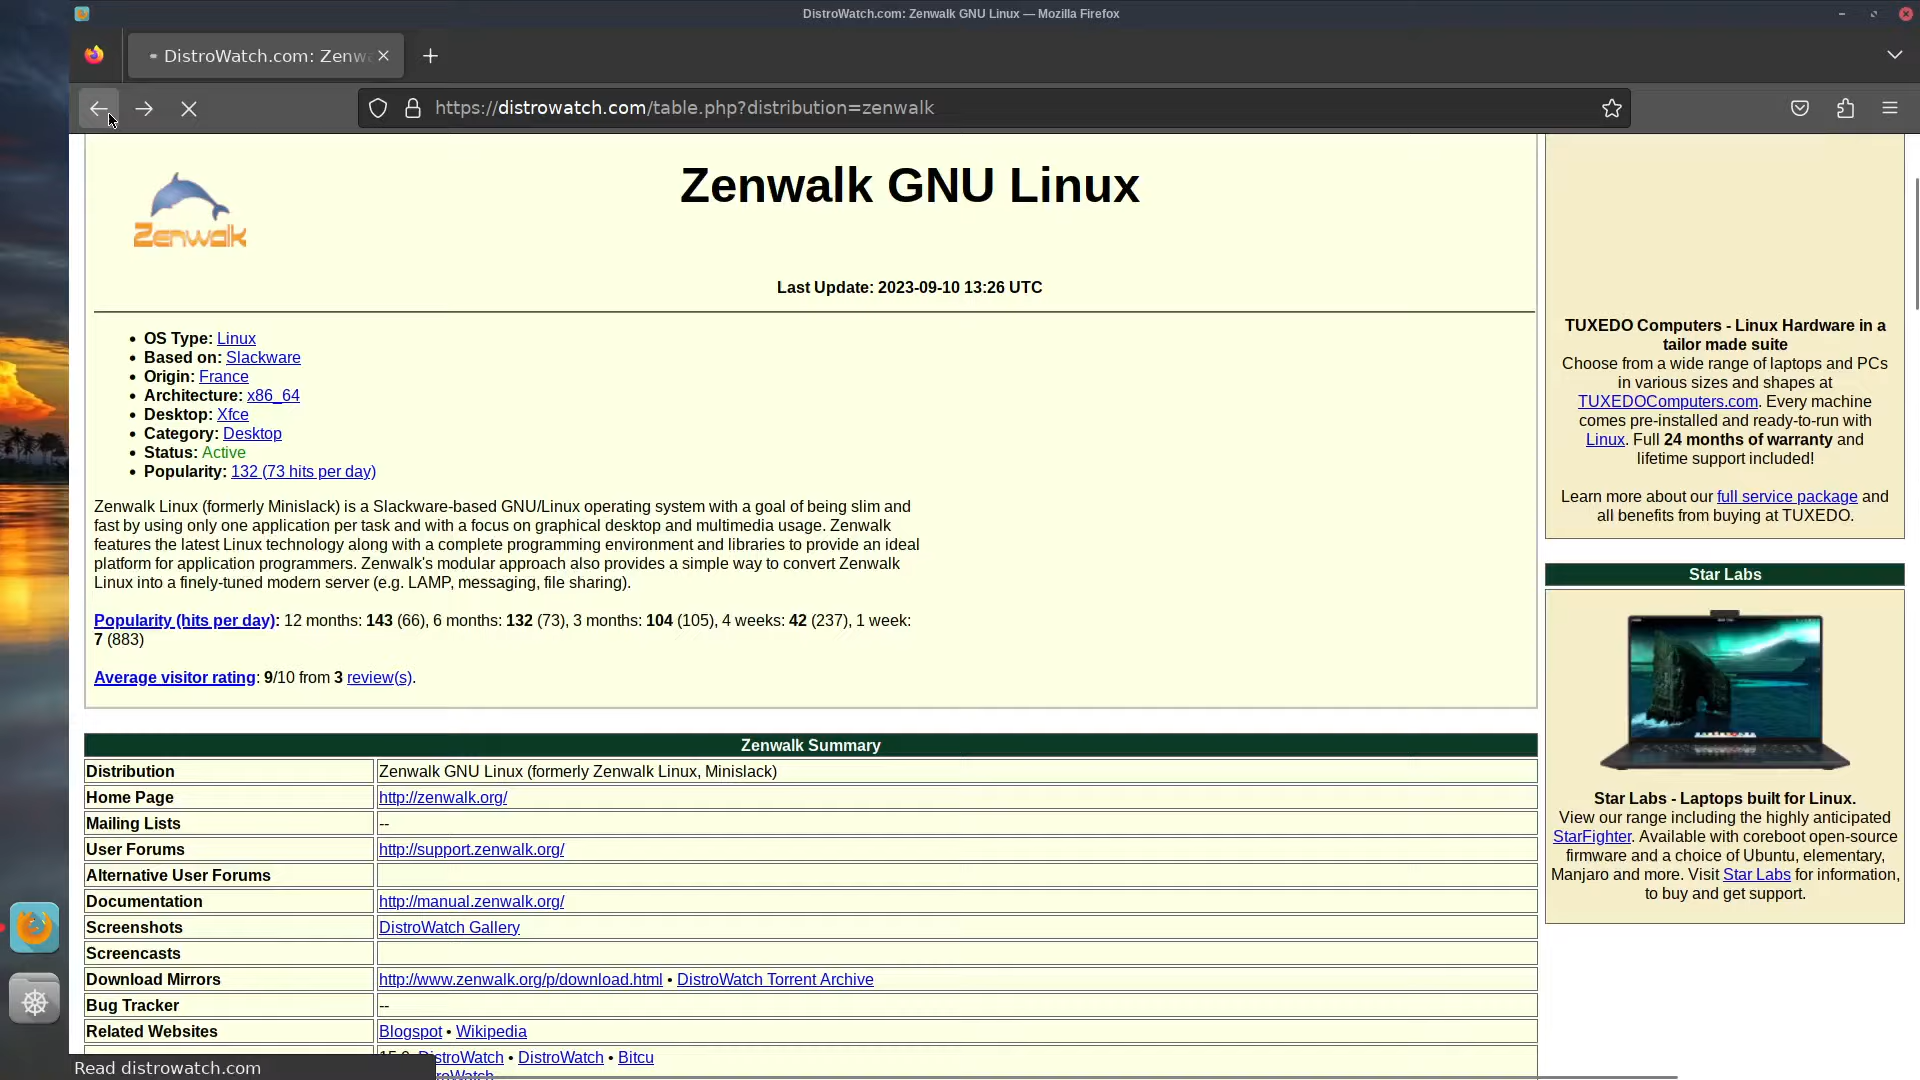 DistroWatch.com: Zenwalk GNU Linux — Mozilla Firefox
DistroWatch.com: Zenwa
https://distrowatch.com/table.php?distribution=zenwalk
Zenwalk
Zenwalk GNU Linux
Last Update: 2023-09-10 13:26 UTC
• OS Type: Linux
• Based on: Slackware
• Origin: France
• Architecture: x86_64
• Desktop: Xfce
• Category: Desktop
• Status: Active
• Popularity: 132 (73 hits per day)
Zenwalk Linux (formerly Minislack) is a Slackware-based GNU/Linux operating system with a goal of being slim and
fast by using only one application per task and with a focus on graphical desktop and multimedia usage. Zenwalk
features the latest Linux technology along with a complete programming environment and libraries to provide an ideal
platform for application programmers. Zenwalk's modular approach also provides a simple way to convert Zenwalk
Linux into a finely-tuned modern server (e.g. LAMP, messaging, file sharing).
Popularity (hits per day): 12 months: 143 (66), 6 months: 132 (73), 3 months: 104 (105), 4 weeks: 42 (237), 1 week:
7 (883)
Average visitor rating: 9/10 from 3 review(s).
Zenwalk Summary
Distribution Zenwalk GNU Linux (formerly Zenwalk Linux, Minislack)
Home Page http://zenwalk.org/
Mailing Lists --
User Forums http://support.zenwalk.org/
Alternative User Forums
Documentation http://manual.zenwalk.org/
Screenshots DistroWatch Gallery
Screencasts
Download Mirrors http://www.zenwalk.org/p/download.html • DistroWatch Torrent Archive
Bug Tracker --
Related Websites Blogspot • Wikipedia
15.0: DistroWatch • DistroWatch • Bitcu
Read distrowatch.com
TUXEDO Computers - Linux Hardware in a
tailor made suite
Choose from a wide range of laptops and PCs
in various sizes and shapes at
TUXEDOComputers.com. Every machine
comes pre-installed and ready-to-run with
Linux. Full 24 months of warranty and
lifetime support included!
Learn more about our full service package and
all benefits from buying at TUXEDO.
Star Labs
Star Labs - Laptops built for Linux.
View our range including the highly anticipated
StarFighter. Available with coreboot open-source
firmware and a choice of Ubuntu, elementary,
Manjaro and more. Visit Star Labs for information,
to buy and get support.